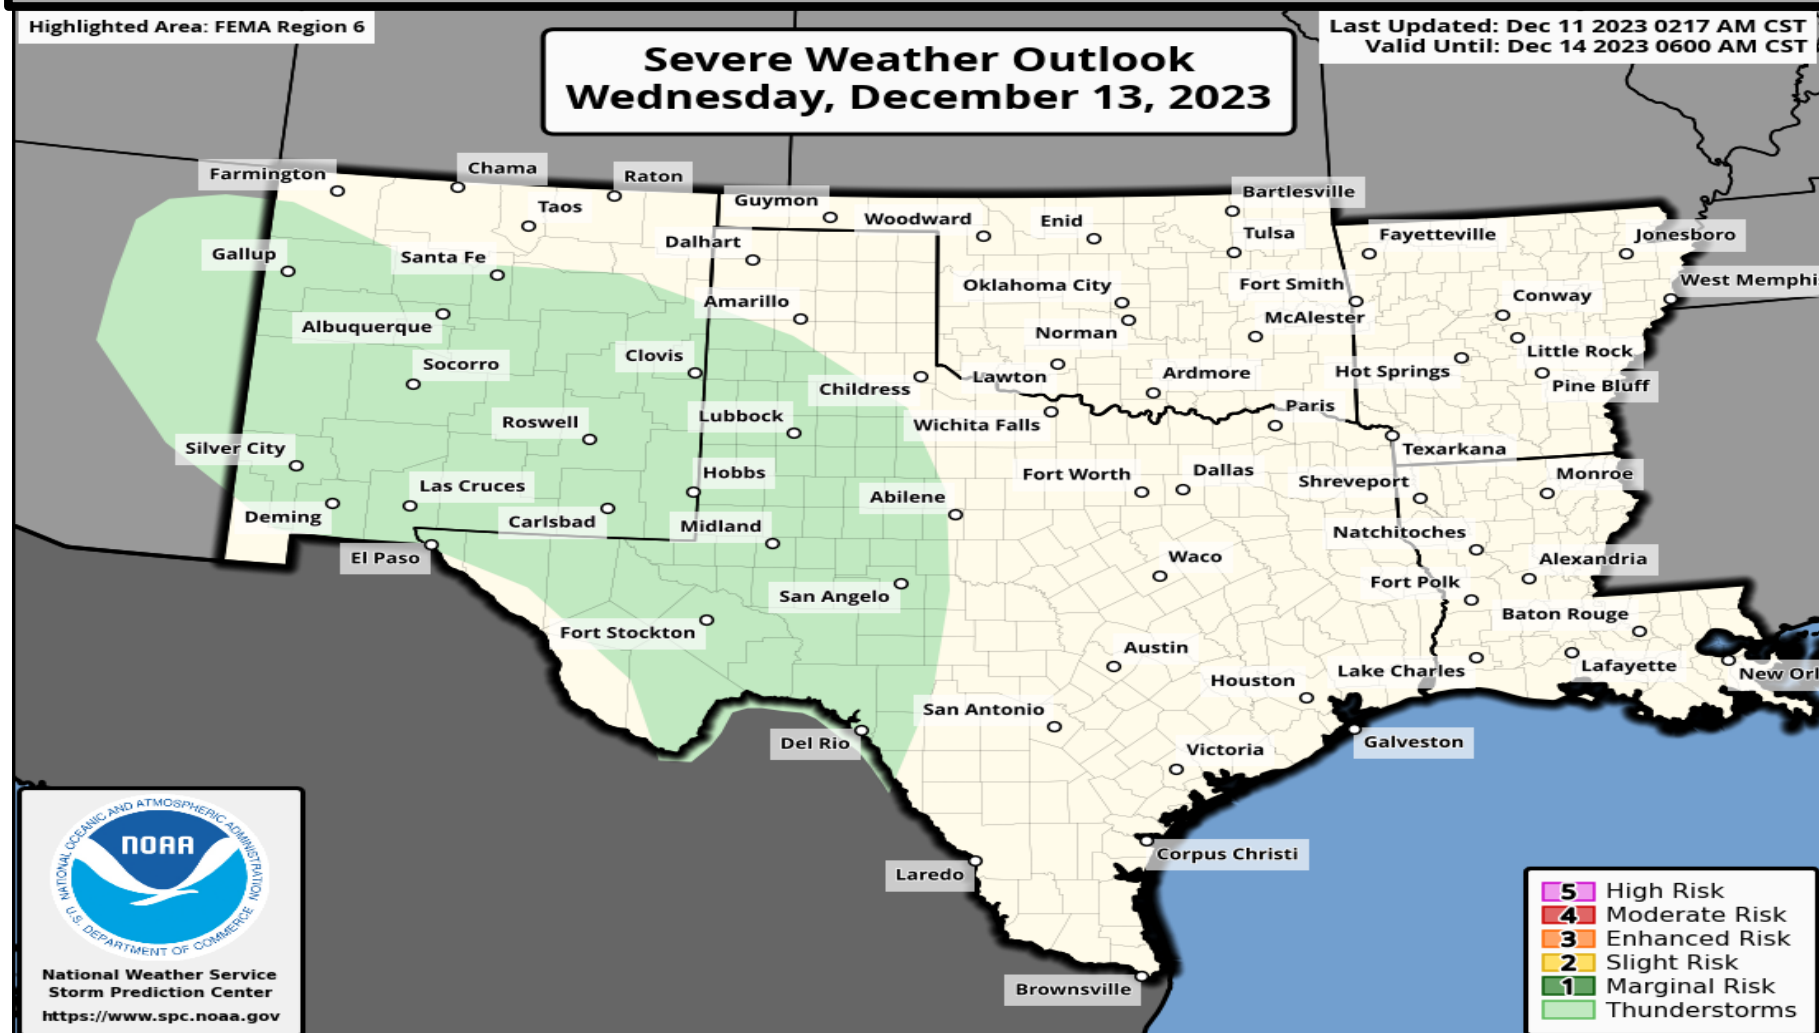 Highlighted Area: FEMA Region 6
Severe Weather Outlook
Wednesday, December 13, 2023
Last Updated: Dec 11 2023 0217 AM CST
Valid Until: Dec 14 2023 0600 AM CST
Farmington
Chama
Raton
Taos
Guymon
Woodward
Enid
Bartlesville
Tulsa
Fayetteville
Jonesboro
Gallup
Santa Fe
Dalhart
Oklahoma City
Fort Smith
Conway
West Memphi
Albuquerque
Amarillo
Norman
McAlester
Little Rock
Socorro
Clovis
Childress
Lawton
Ardmore
Hot Springs
Pine Bluff
Roswell
Lubbock
Wichita Falls
Paris
Texarkana
Silver City
Las Cruces
Hobbs
Abilene
Fort Worth
Dallas
Shreveport
Monroe
Deming
Carlsbad
Midland
Natchitoches
El Paso
Waco
Alexandria
San Angelo
Fort Polk
Fort Stockton
Baton Rouge
Austin
Houston
Lake Charles
Lafayette
New Orl
San Antonio
Del Rio
Victoria
Galveston
Laredo
Corpus Christi
Brownsville
NATIONAL OCEANIC AND ATMOSPHERIC ADMINISTRATION
NOAA
U.S. DEPARTMENT OF COMMERCE
National Weather Service
Storm Prediction Center
https://www.spc.noaa.gov
5 High Risk
4 Moderate Risk
3 Enhanced Risk
2 Slight Risk
1 Marginal Risk
Thunderstorms